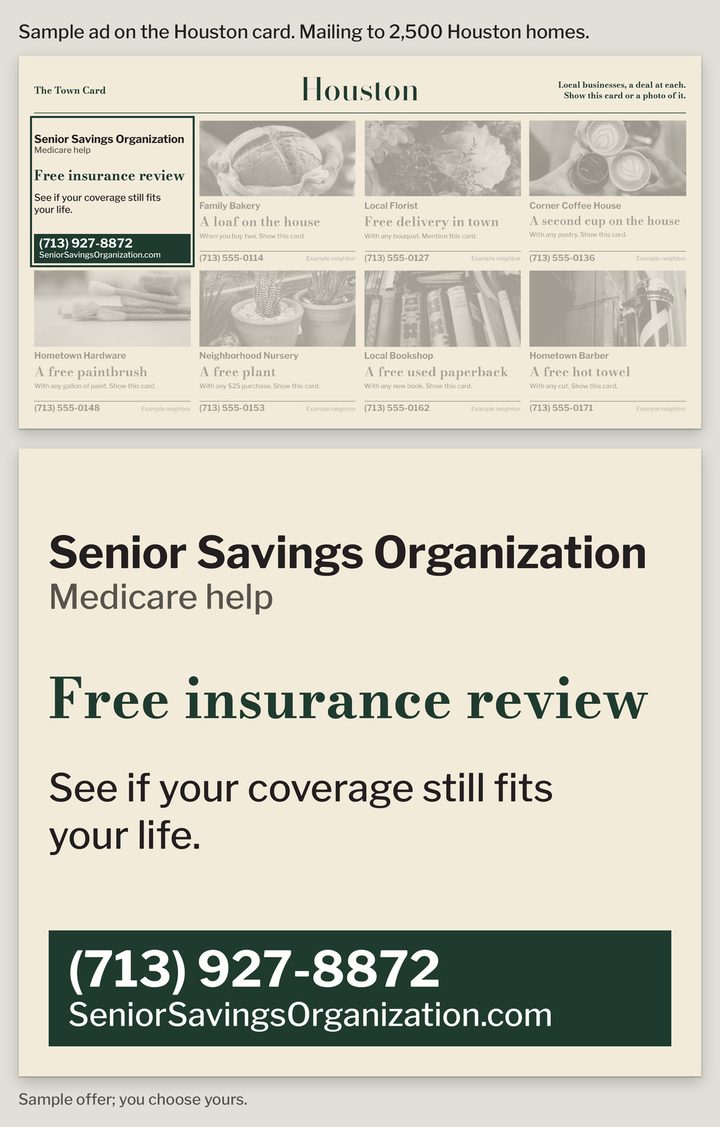 Sample ad on the Houston card. Mailing to 2,500 Houston homes.
The Town Card
Houston
Local businesses, a deal at each.
Show this card or a photo of it.
Senior Savings Organization
Medicare help
Free insurance review
See if your coverage still fits
your life.
(713) 927-8872
SeniorSavingsOrganization.com
Family Bakery
A loaf on the house
When you buy two. Show this card.
(713) 555-0114
Example neighbor
Local Florist
Free delivery in town
With any bouquet. Mention this card.
(713) 555-0127
Example neighbor
Corner Coffee House
A second cup on the house
With any pastry. Show this card.
(713) 555-0136
Example neighbor
Hometown Hardware
A free paintbrush
With any gallon of paint. Show this card.
(713) 555-0148
Example neighbor
Neighborhood Nursery
A free plant
With any $25 purchase. Show this card.
(713) 555-0153
Example neighbor
Local Bookshop
A free used paperback
With any new book. Show this card.
(713) 555-0162
Example neighbor
Hometown Barber
A free hot towel
With any cut. Show this card.
(713) 555-0171
Example neighbor
Senior Savings Organization
Medicare help
Free insurance review
See if your coverage still fits
your life.
(713) 927-8872
SeniorSavingsOrganization.com
Sample offer; you choose yours.